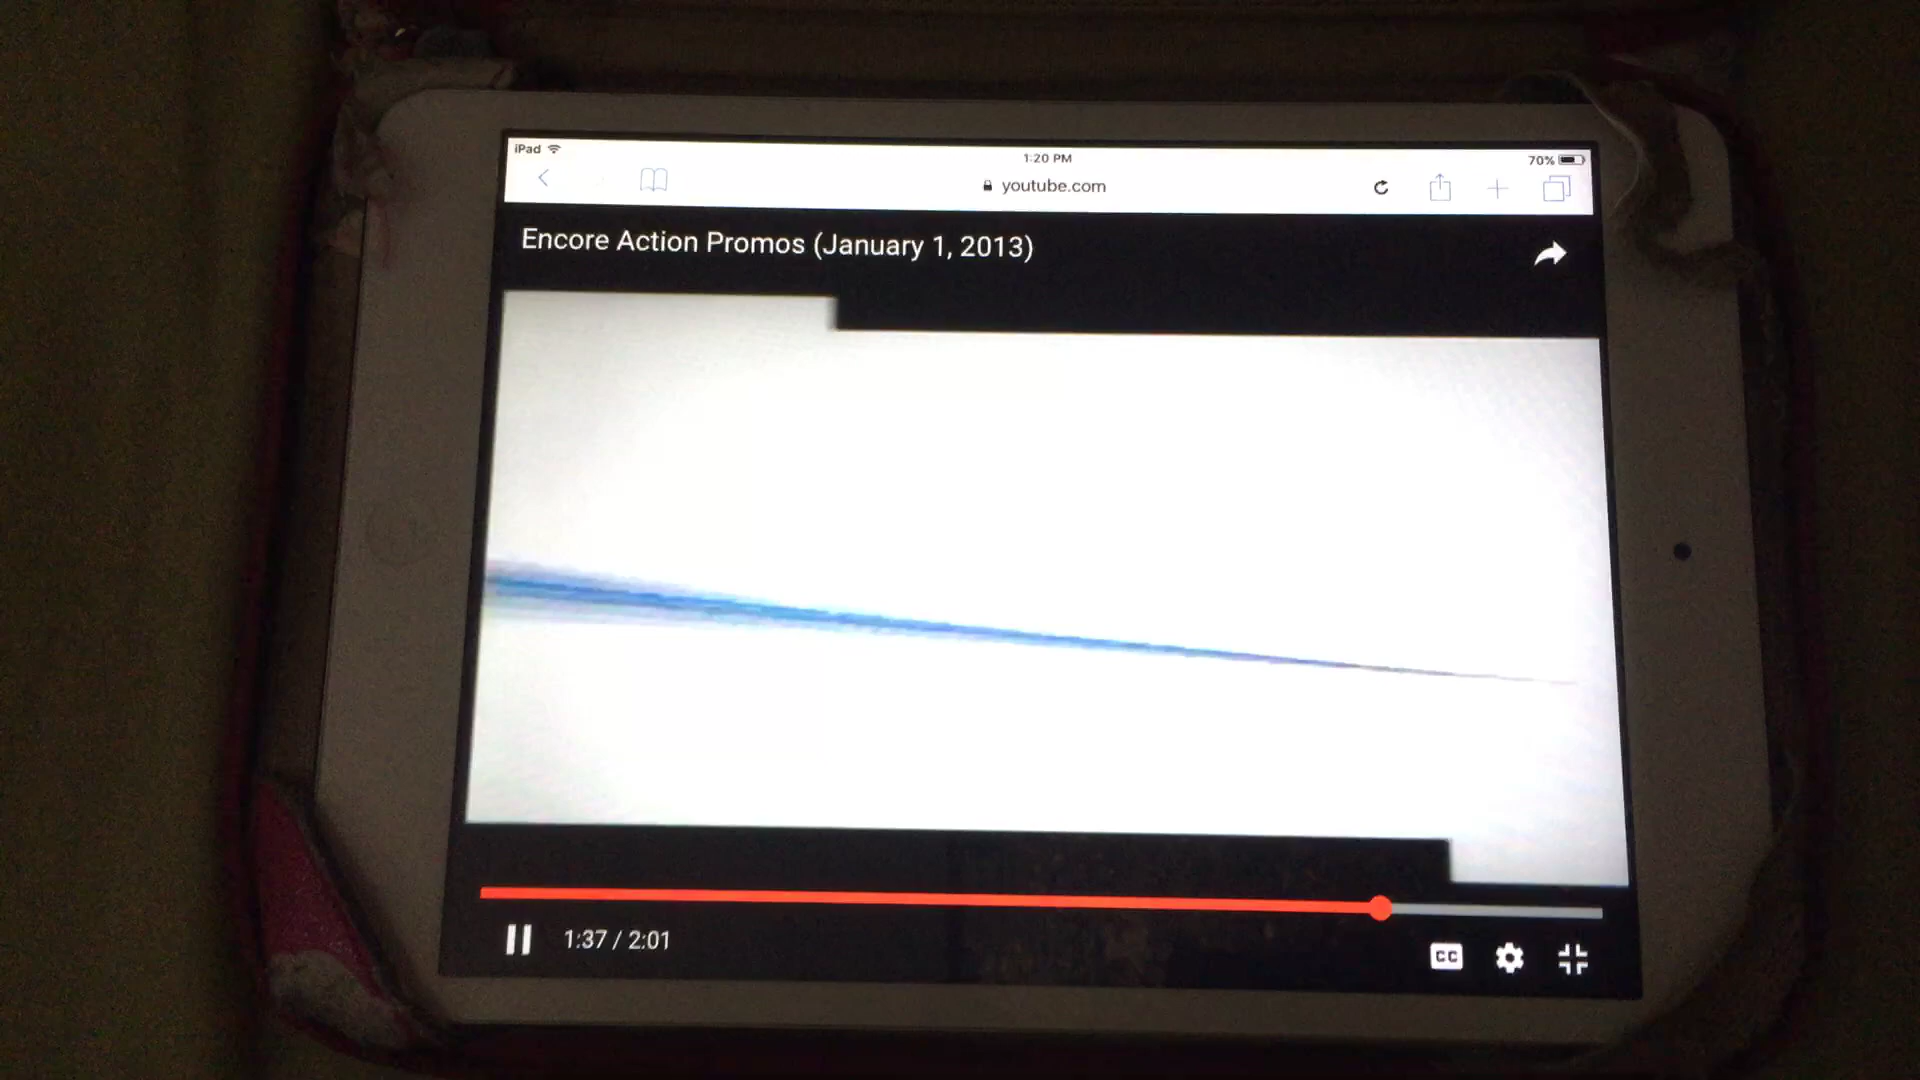 iPad
1:20 PM
70%
youtube.com
Encore Action Promos (January 1, 2013)
1:37 / 2:01
CC